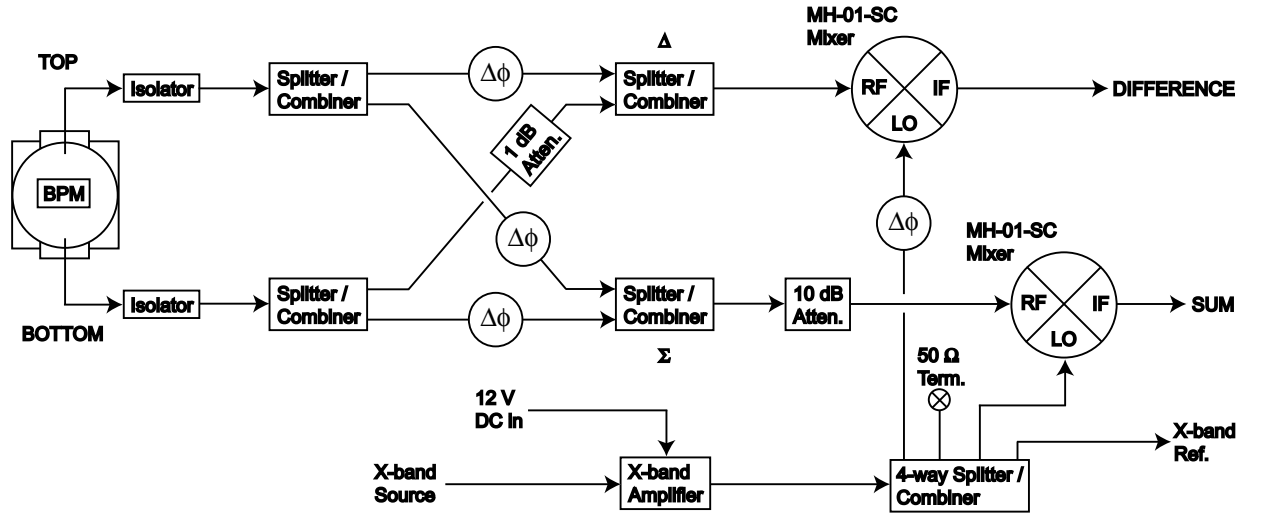 MH-01-SC
Mixer
TOP
Isolator
Splitter /
Combiner
Δϕ
Δ
Splitter /
Combiner
RF
IF
LO
DIFFERENCE
1 dB
Atten.
BPM
Δϕ
Δϕ
MH-01-SC
Mixer
BOTTOM
Isolator
Splitter /
Combiner
Δϕ
Splitter /
Combiner
Σ
10 dB
Atten.
RF
IF
LO
SUM
50 Ω
Term.
12 V
DC in
X-band
Source
X-band
Amplifier
4-way Splitter /
Combiner
X-band
Ref.